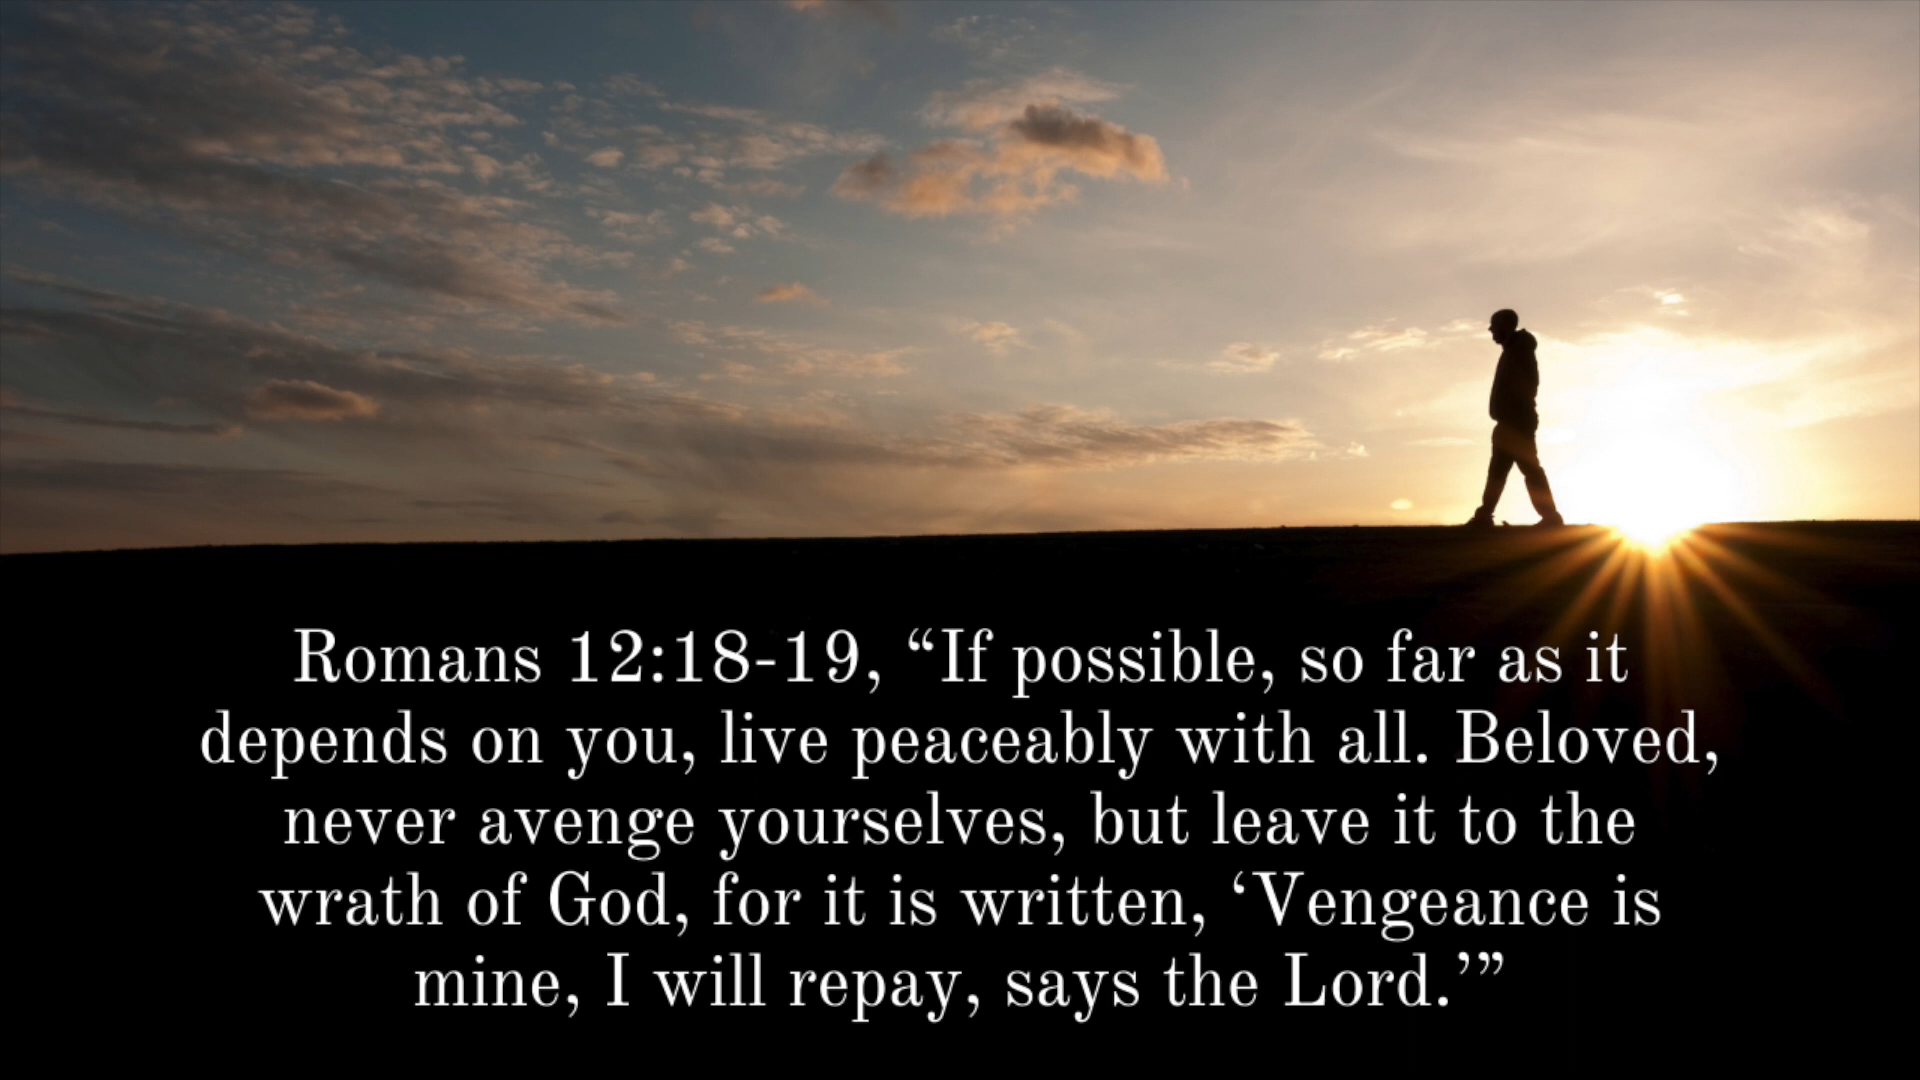 Romans 12:18-19, “If possible, so far as it
depends on you, live peaceably with all. Beloved,
never avenge yourselves, but leave it to the
wrath of God, for it is written, ‘Vengeance is
mine, I will repay, says the Lord.’”